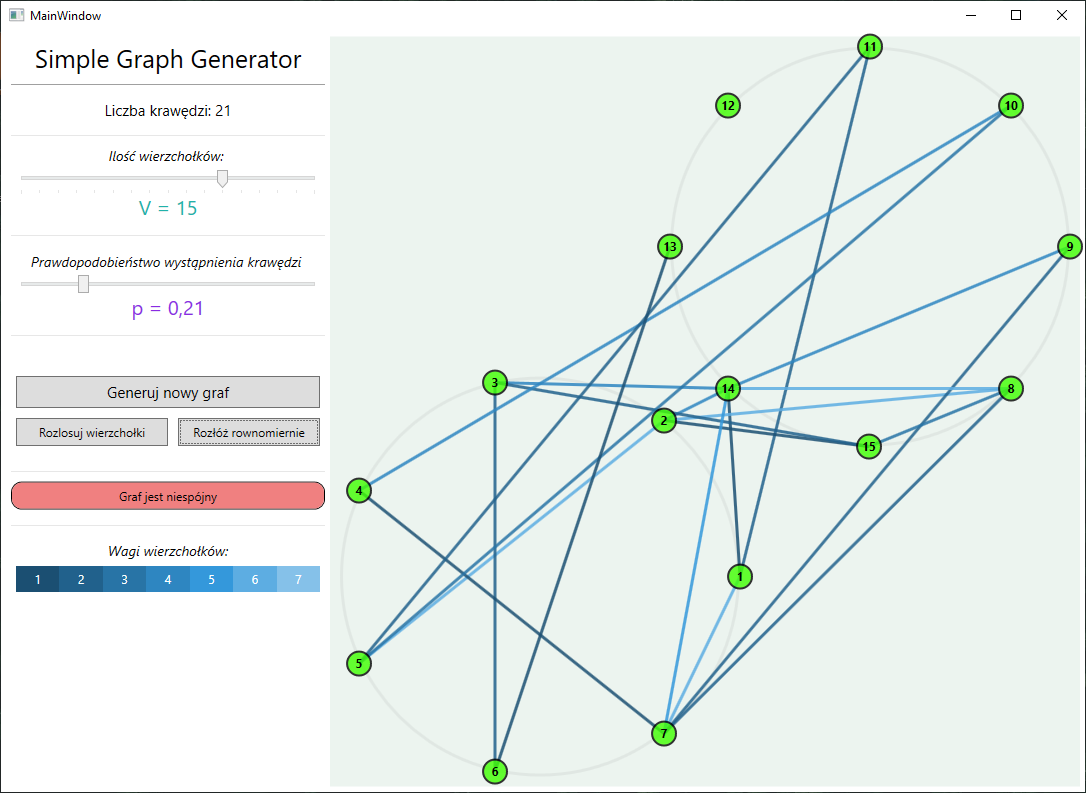 MainWindow
Simple Graph Generator
Liczba krawędzi: 21
Ilość wierzchołków:
V = 15
Prawdopodobieństwo wystąpnienia krawędzi
p = 0,21
Generuj nowy graf
Rozlosuj wierzchołki
Rozłóż rownomiernie
Graf jest niespójny
Wagi wierzchołków:
1 2 3 4 5 6 7
11
12
10
13
9
3
14
8
2
15
4
1
5
7
6